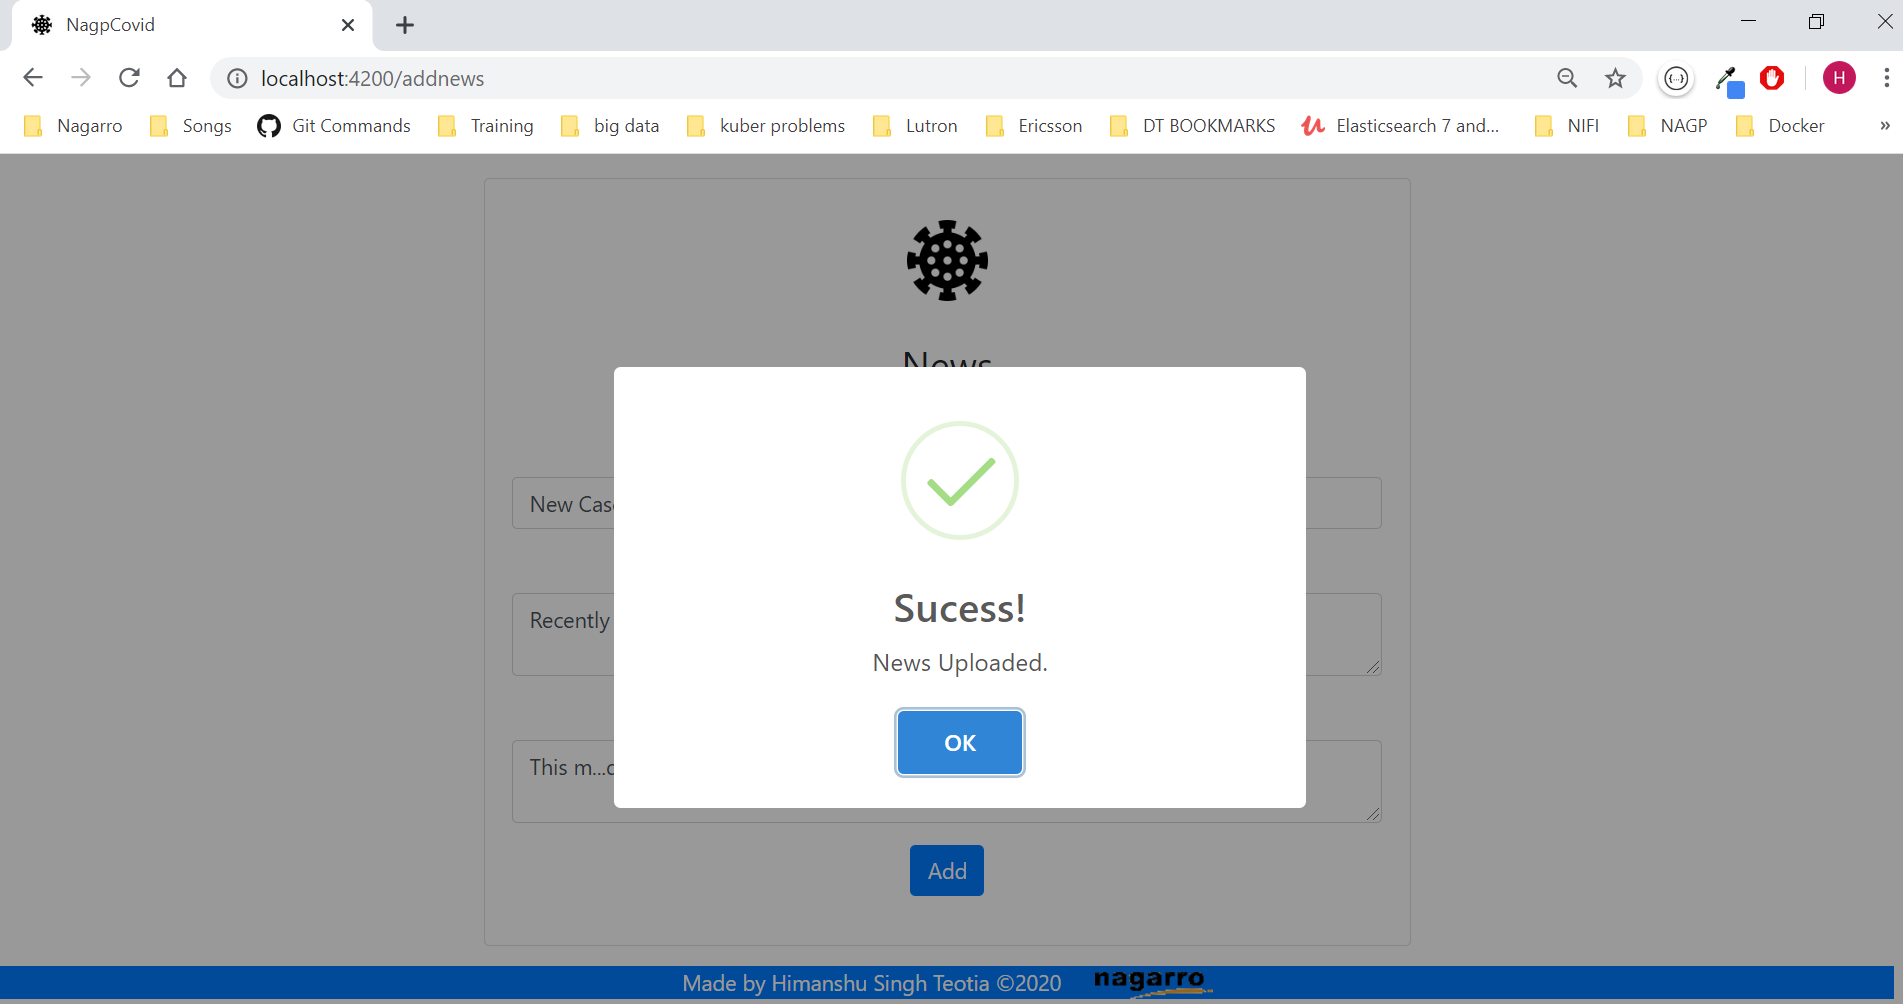 NagpCovid
localhost:4200/addnews
H
Nagarro Songs Git Commands Training big data kuber problems Lutron Ericsson DT BOOKMARKS Elasticsearch 7 and... NIFI NAGP Docker »
News
New Cas
Recently
This m...
Sucess!
News Uploaded.
OK
Add
Made by Himanshu Singh Teotia ©2020 nagarro